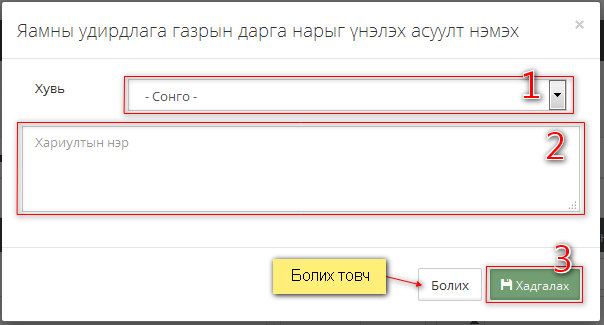 Яамны удирдлага газрын дарга нарыг үнэлэх асуулт нэмэх ×
Хувь
- Сонго -
1
Хариултын нэр
2
Болих товч
Болих
Хадгалах
3